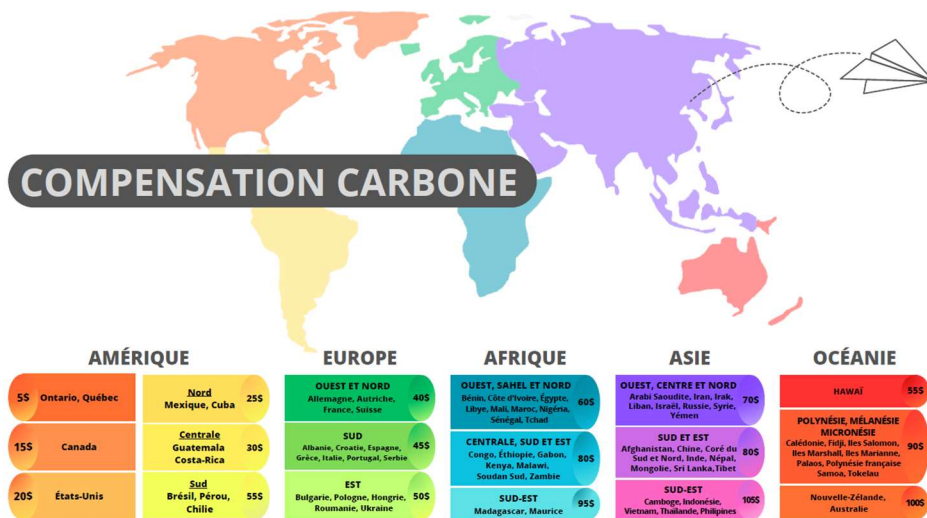 COMPENSATION CARBONE
AMÉRIQUE
5$
Ontario, Québec
15$
Canada
20$
États-Unis
Nord
Mexique, Cuba
25$
Centrale
Guatemala
Costa-Rica
30$
Sud
Brésil, Pérou,
Chilie
55$
EUROPE
OUEST ET NORD
Allemagne, Autriche,
France, Suisse
40$
SUD
Albanie, Croatie, Espagne,
Grèce, Italie, Portugal, Serbie
45$
EST
Bulgarie, Pologne, Hongrie,
Roumanie, Ukraine
50$
AFRIQUE
OUEST, SAHEL ET NORD
Bénin, Côte d'Ivoire, Égypte,
Libye, Mali, Maroc, Nigéria,
Sénégal, Tchad
60$
CENTRALE, SUD ET EST
Congo, Éthiopie, Gabon,
Kenya, Malawi,
Soudan Sud, Zambie
80$
SUD-EST
Madagascar, Maurice
95$
ASIE
OUEST, CENTRE ET NORD
Arabi Saoudite, Iran, Irak,
Liban, Israël, Russie, Syrie,
Yémen
70$
SUD ET EST
Afghanistan, Chine, Coré du
Sud et Nord, Inde, Népal,
Mongolie, Sri Lanka,Tibet
80$
SUD-EST
Camboge, Indonésie,
Vietnam, Thaïlande, Philipines
105$
OCÉANIE
HAWAÏ
55$
POLYNÉSIE, MÉLANÉSIE
MICRONÉSIE
Calédonie, Fidji, Iles Salomon,
Iles Marshall, Iles Marianne,
Palaos, Polynésie française
Samoa, Tokelau
90$
Nouvelle-Zélande,
Australie
100$